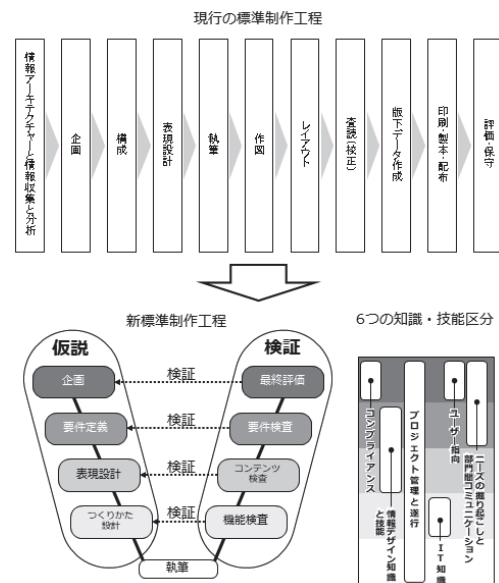 現行の標準制作工程
情報アーキテクチャーと情報収集と分析
企画
構成
表現設計
執筆
作図
レイアウト
査読(校正)
版下データ作成
印刷・製本・配布
評価・保守
新標準制作工程
仮説
検証
企画
検証
最終評価
要件定義
検証
要件検査
表現設計
検証
コンテンツ
検査
つくりかた
設計
検証
機能検査
執筆
6つの知識・技能区分
コンプライアンス
情報デザイン知識
と技能
プロジェクト管理と遂行
ユーザー指向
IT知識
ニーズの掘り起こしと
部門間コミュニケーション